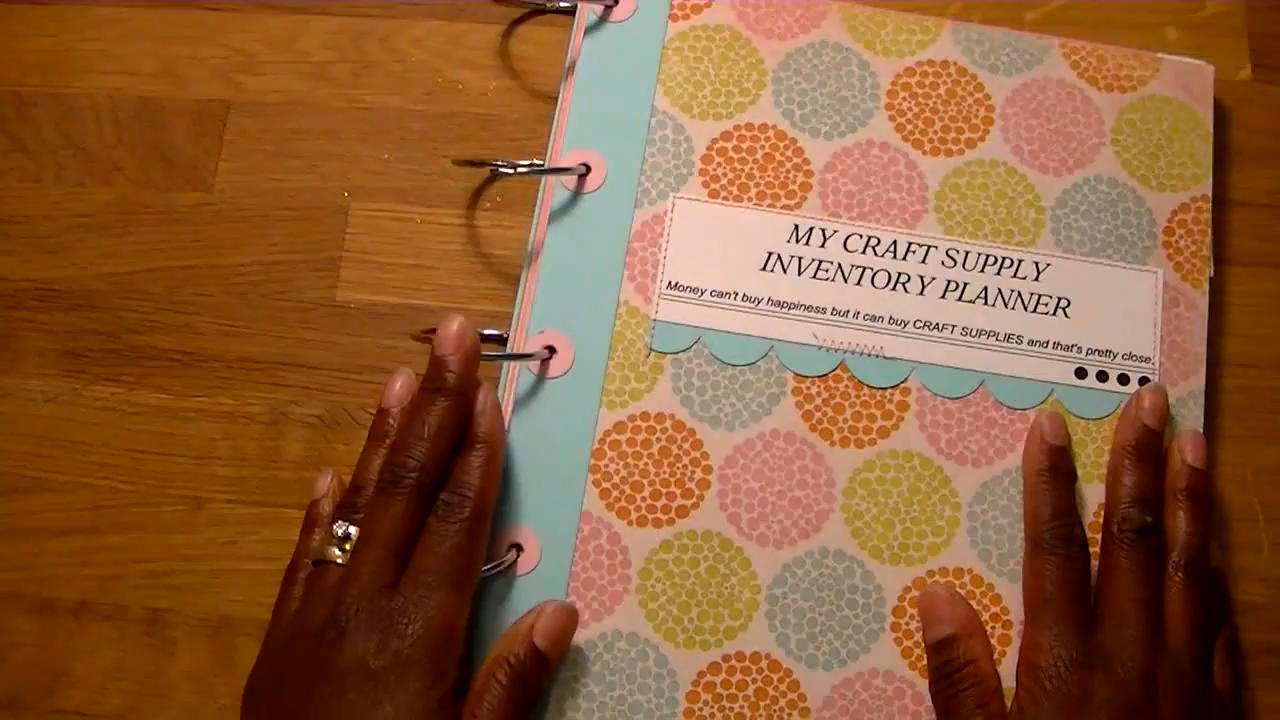 MY CRAFT SUPPLY
INVENTORY PLANNER
Money can't buy happiness but it can buy CRAFT SUPPLIES and that's pretty close.